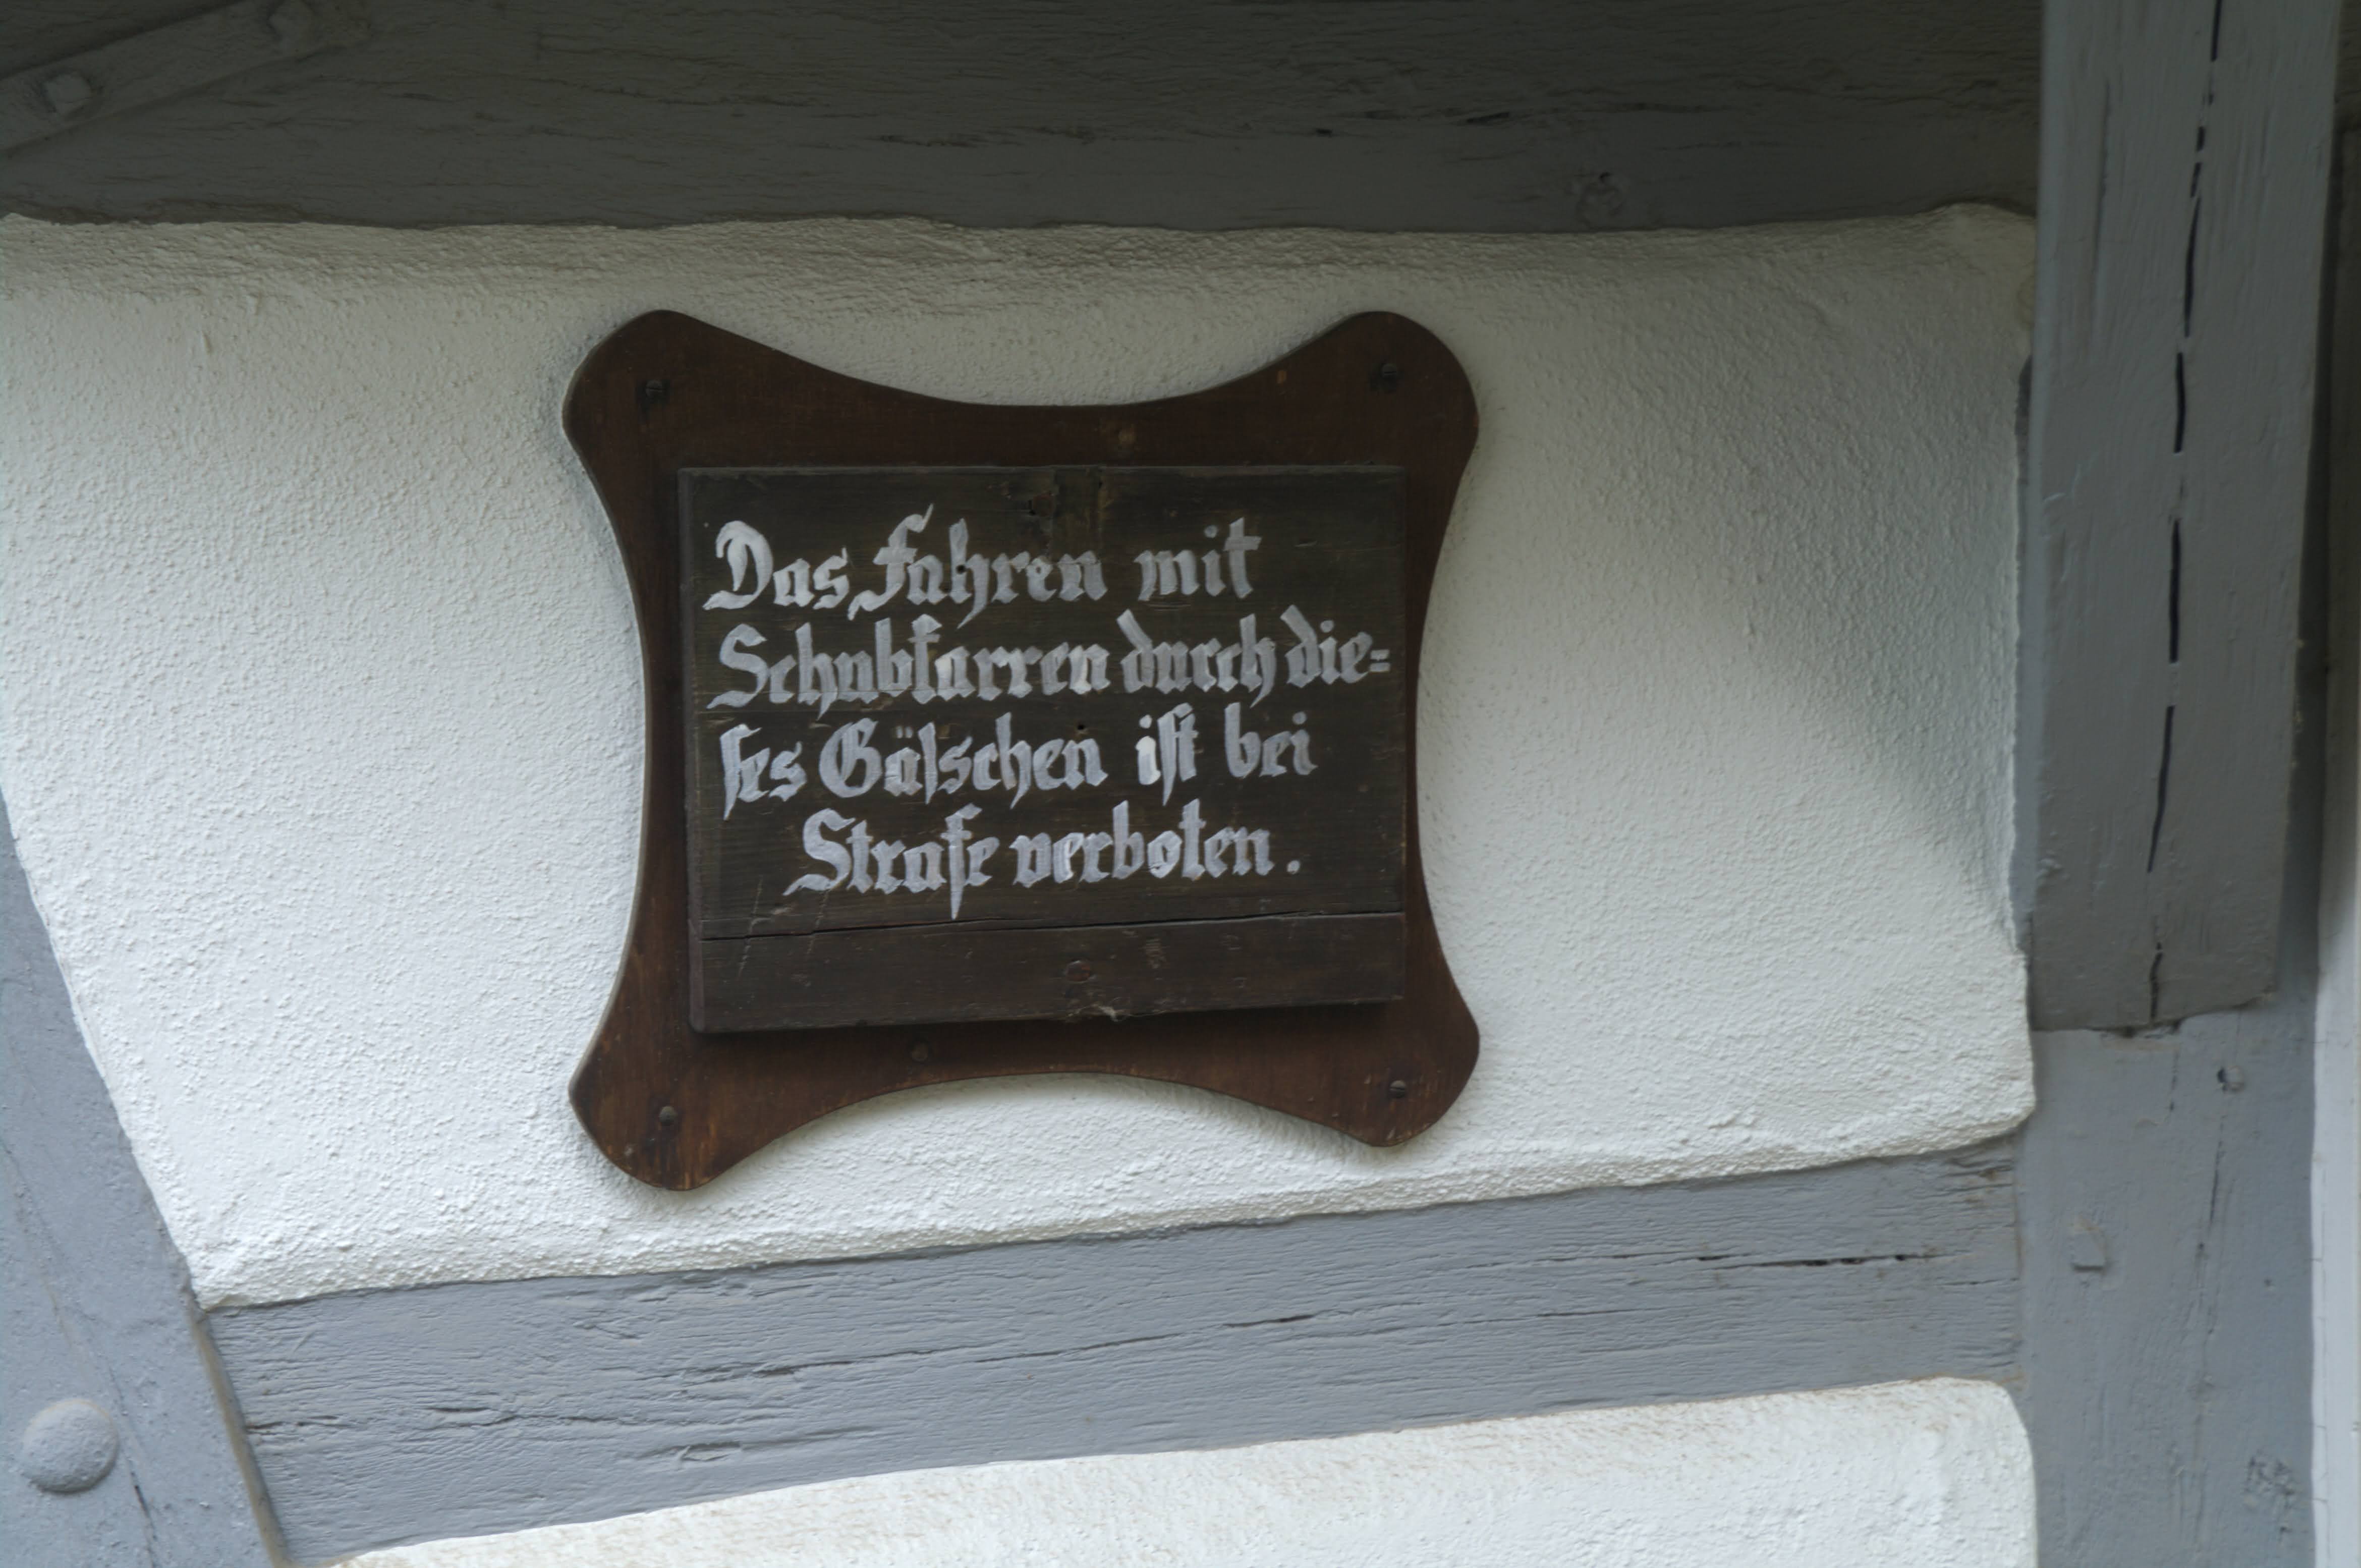 Das Fahren mit
Schubkarren durch die=
ſes Gäſschen iſt bei
Strafe verboten.